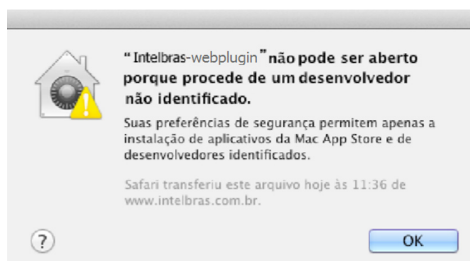 “Intelbras-webplugin”não pode ser aberto
porque procede de um desenvolvedor
não identificado.
Suas preferências de segurança permitem apenas a
instalação de aplicativos da Mac App Store e de
desenvolvedores identificados.
Safari transferiu este arquivo hoje às 11:36 de
www.intelbras.com.br.
?
OK